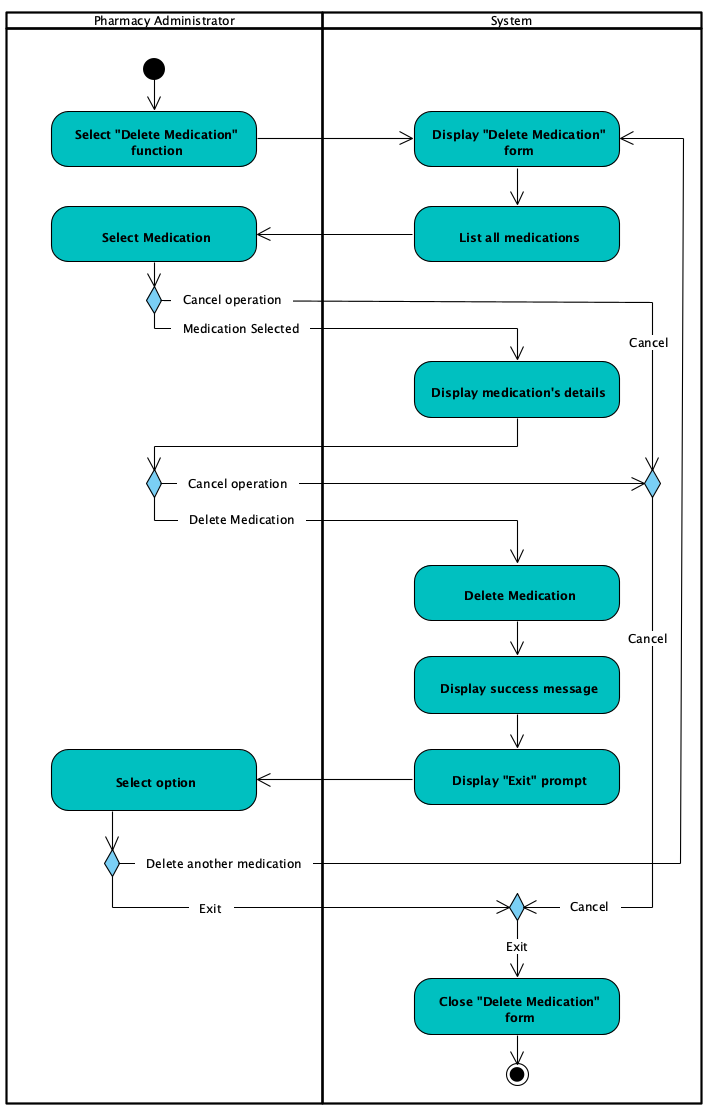 Pharmacy Administrator
System
Select "Delete Medication"
function
Display "Delete Medication"
form
Select Medication
List all medications
Cancel operation
Medication Selected
Cancel
Display medication's details
Cancel operation
Delete Medication
Delete Medication
Cancel
Display success message
Select option
Display "Exit" prompt
Delete another medication
Exit
Cancel
Exit
Close "Delete Medication"
form